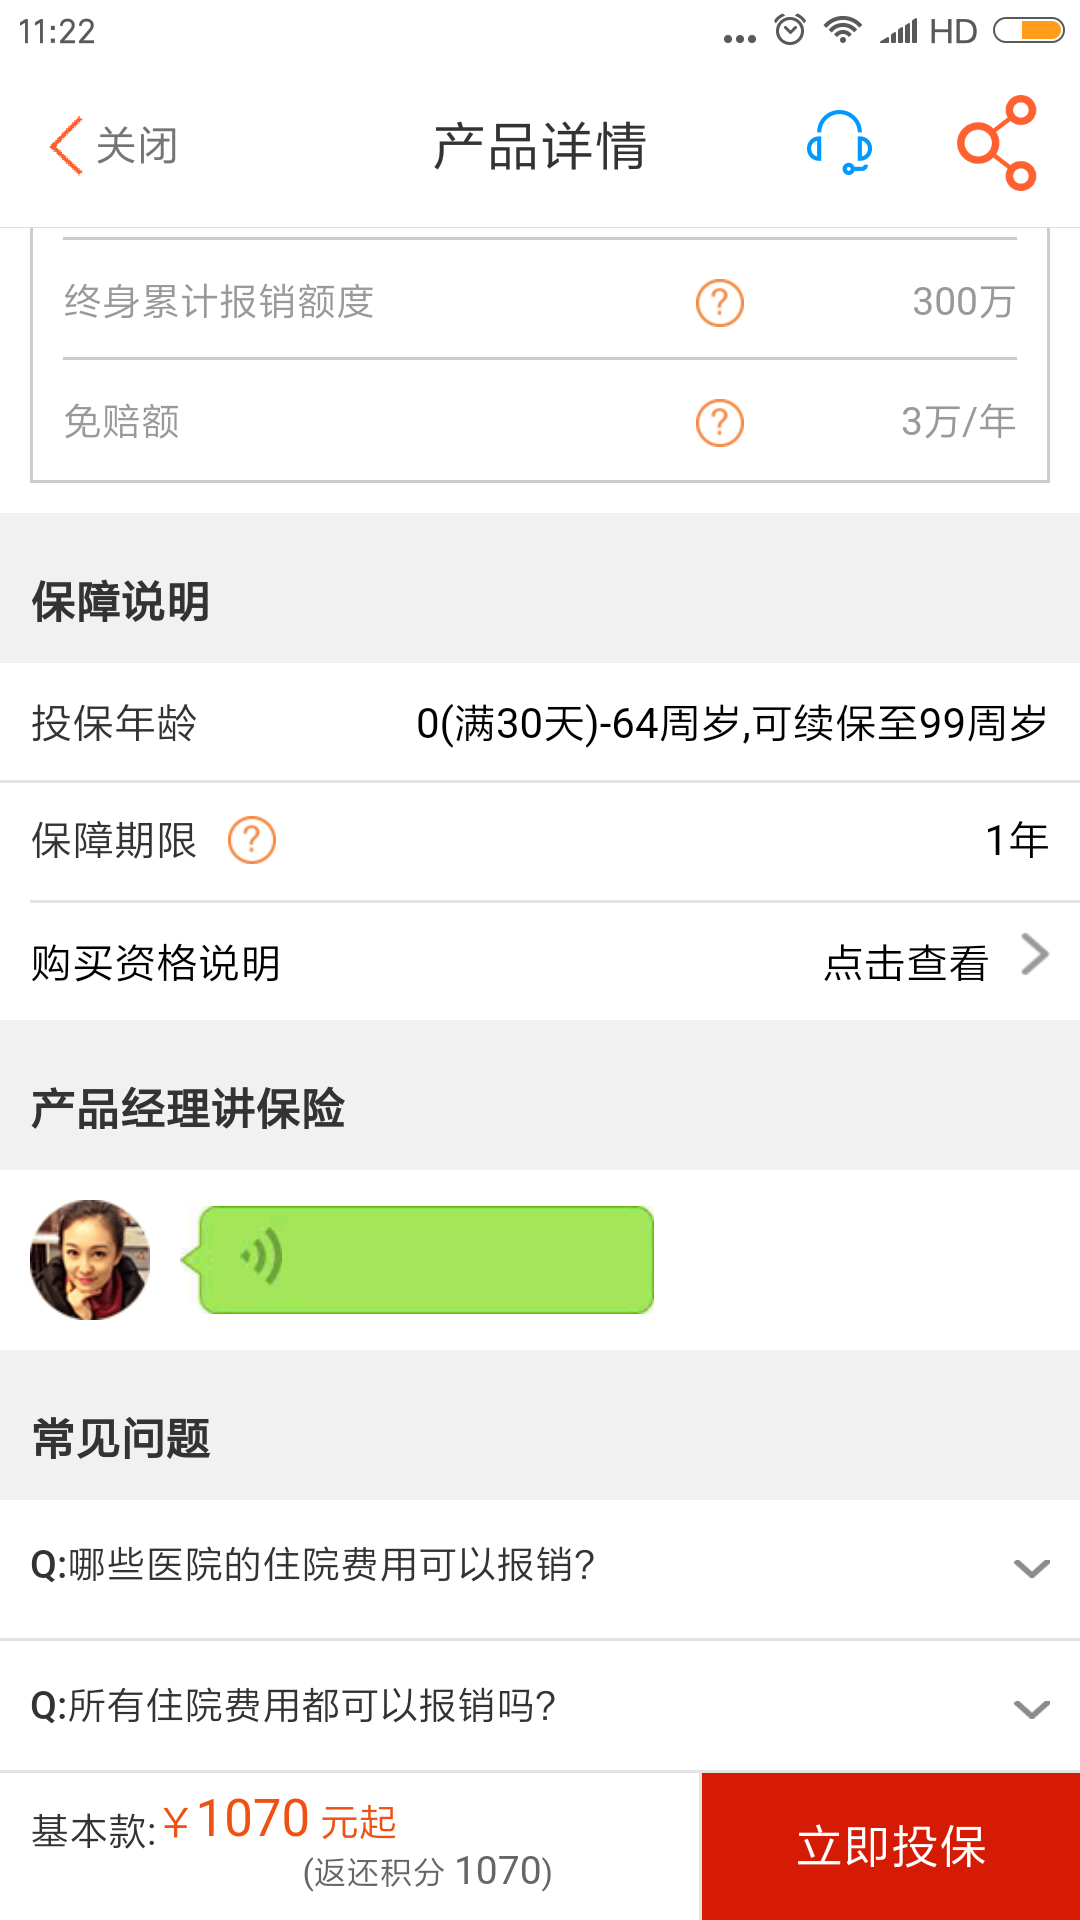 11:22
HD
关闭
产品详情
终身累计报销额度 ? 300万
免赔额 ? 3万/年
保障说明
投保年龄 0(满30天)-64周岁,可续保至99周岁
保障期限 ? 1年
购买资格说明 点击查看
产品经理讲保险
常见问题
Q:哪些医院的住院费用可以报销?
Q:所有住院费用都可以报销吗?
基本款:¥1070 元起
(返还积分 1070)
立即投保